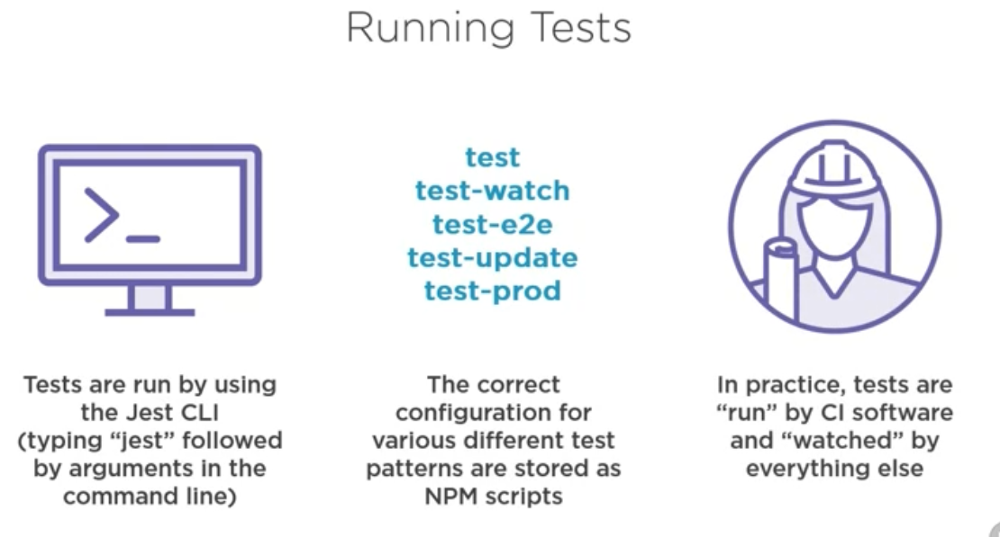 Running Tests
>_
test
test-watch
test-e2e
test-update
test-prod
Tests are run by using
the Jest CLI
(typing “jest” followed
by arguments in the
command line)
The correct
configuration for
various different test
patterns are stored as
NPM scripts
In practice, tests are
“run” by CI software
and “watched” by
everything else